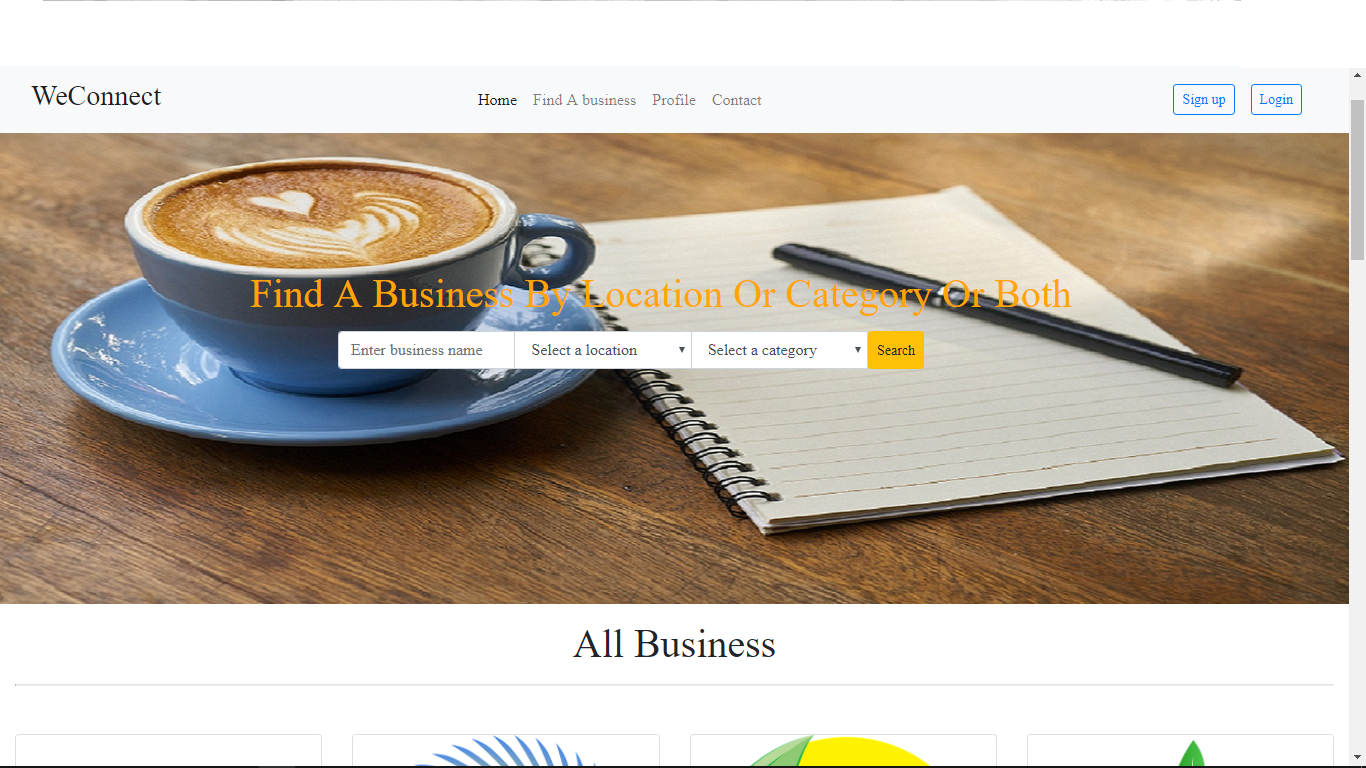 WeConnect
Home Find A business Profile Contact
Sign up Login
Find A Business By Location Or Category Or Both
Enter business name Select a location Select a category Search
All Business